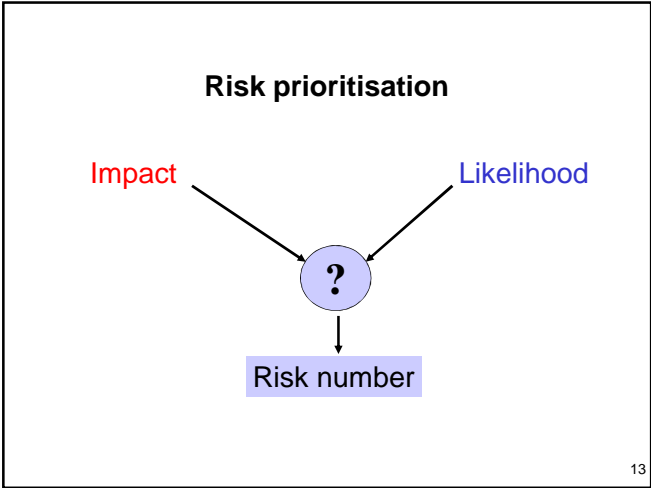 Risk prioritisation
Impact
Likelihood
?
Risk number
13